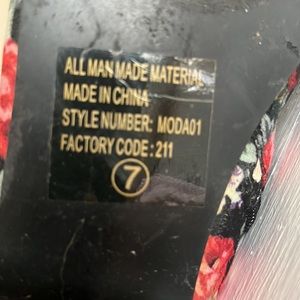 ALL MAN MADE MATERIAL
MADE IN CHINA
STYLE NUMBER: MODA01
FACTORY CODE: 211
7